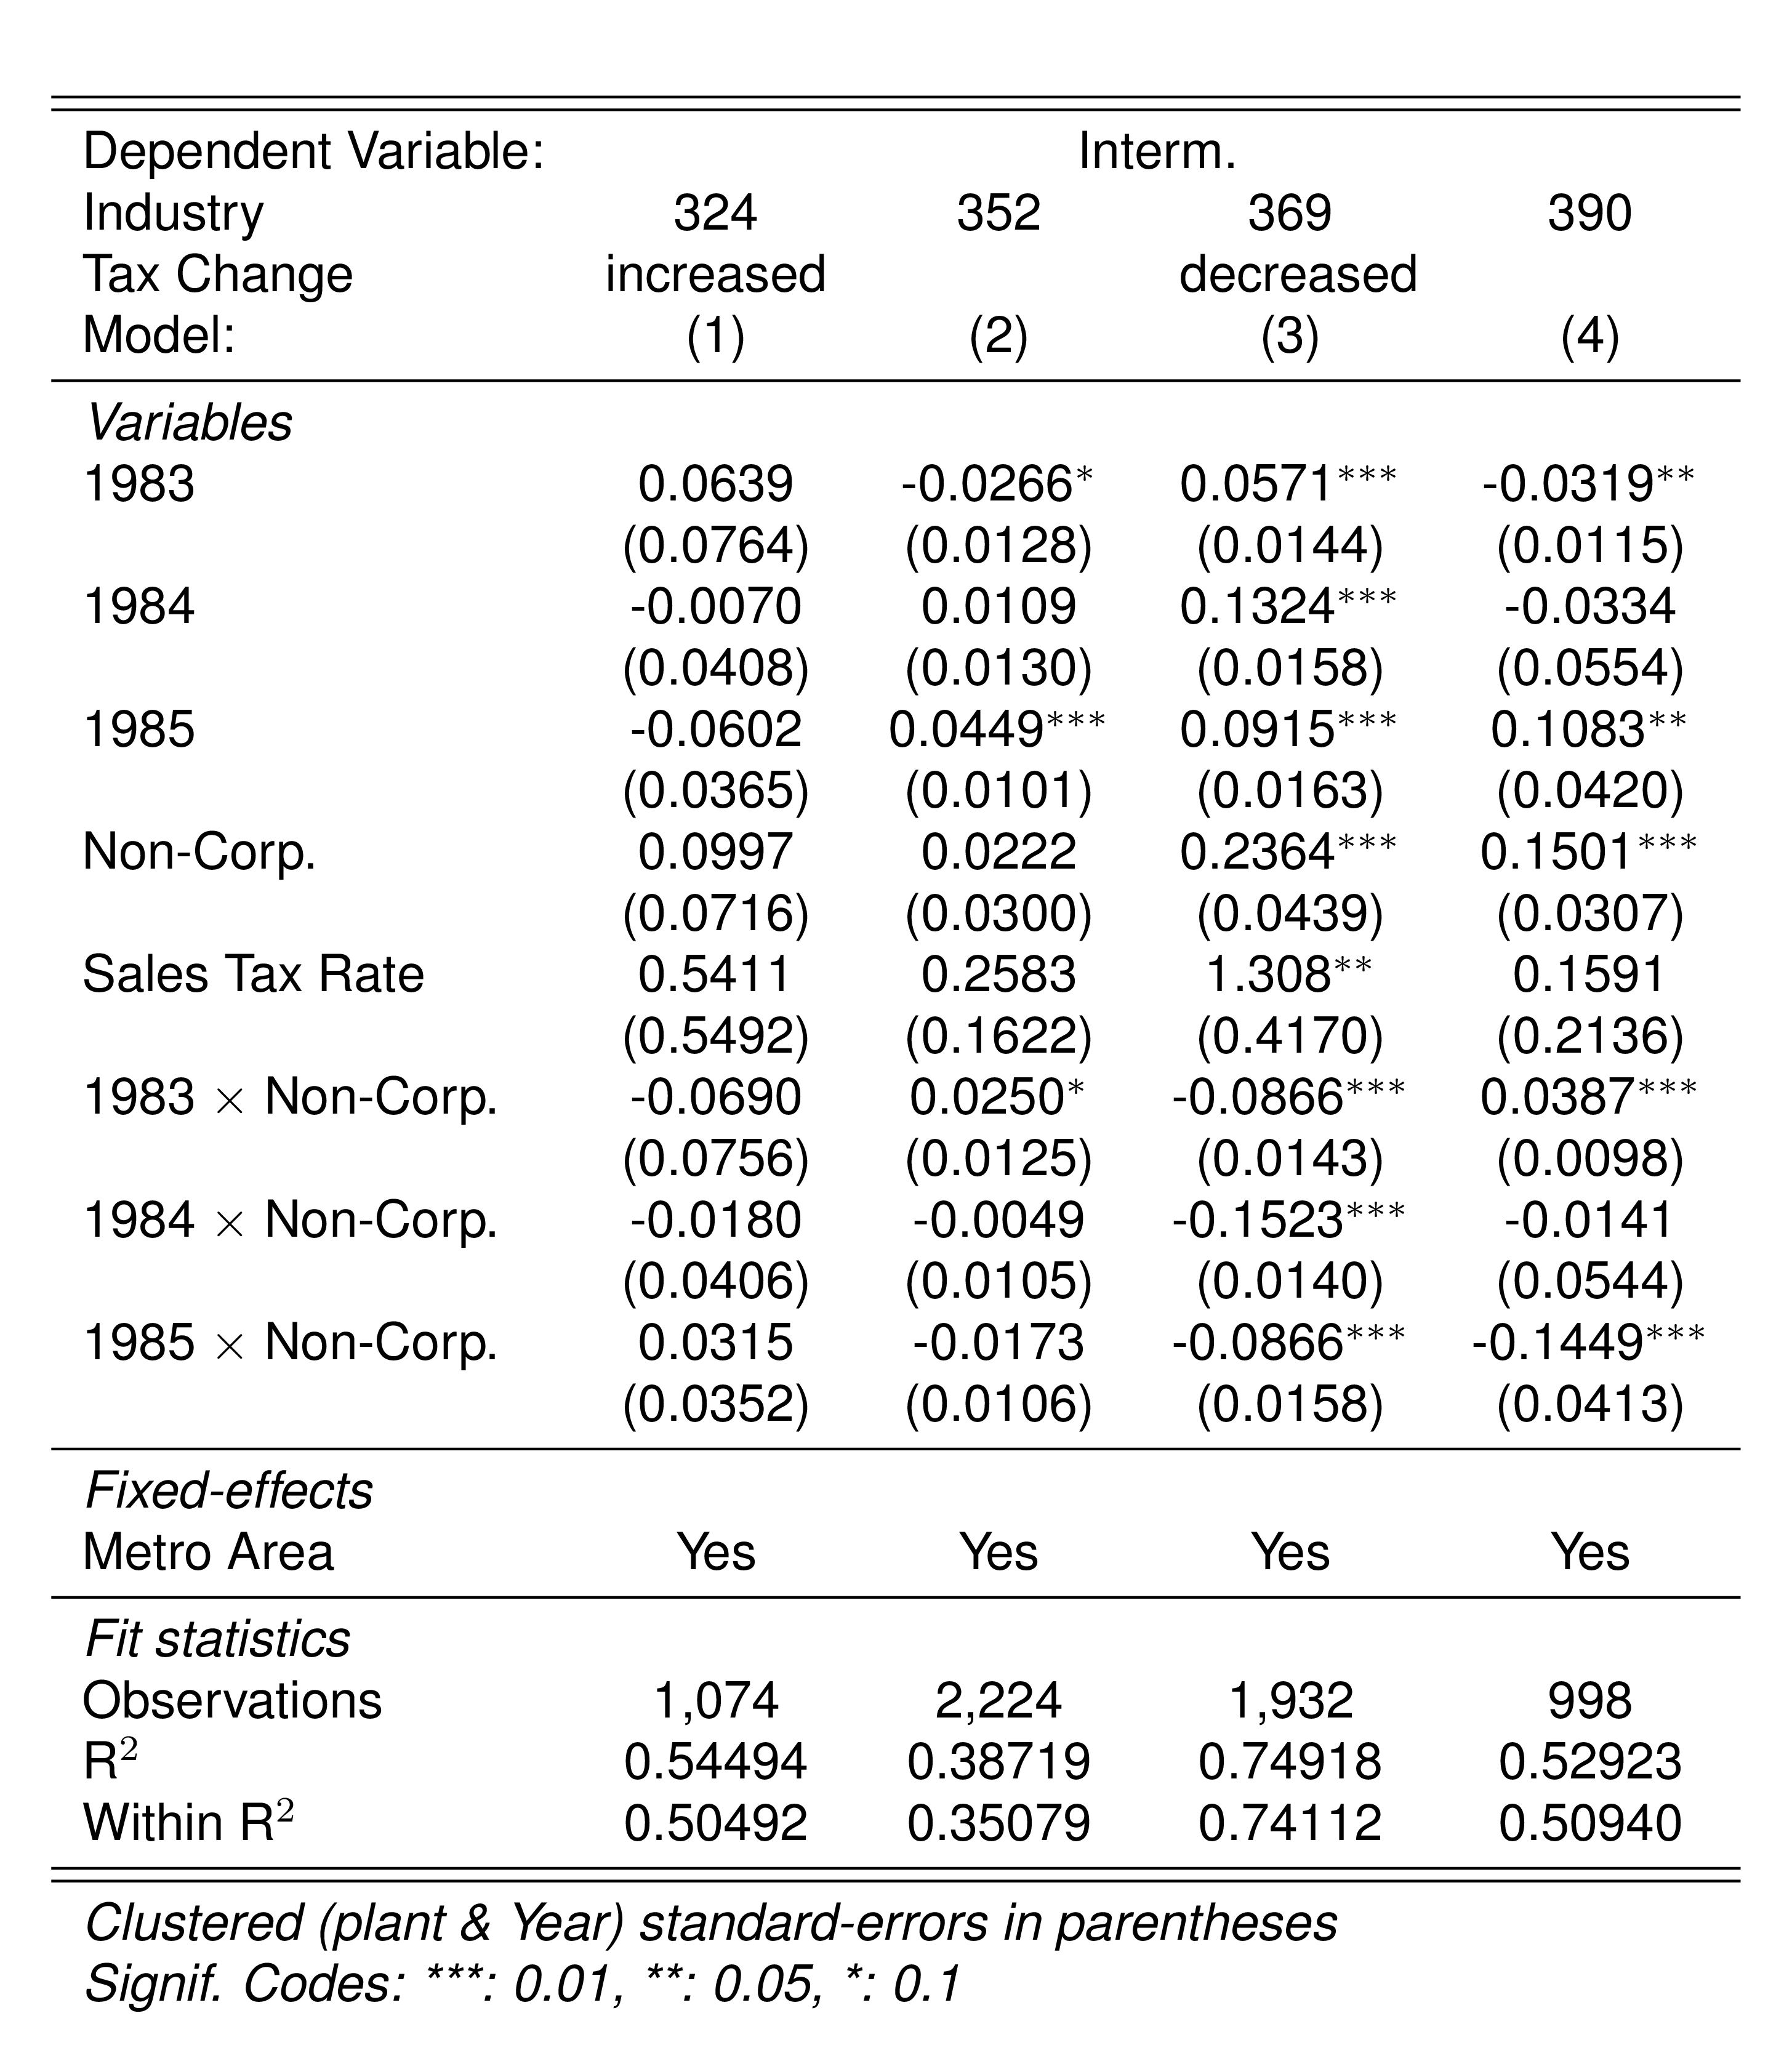 Dependent Variable: Interm.
Industry 324 352 369 390
Tax Change increased decreased
Model: (1) (2) (3) (4)
Variables
1983 0.0639 -0.0266* 0.0571*** -0.0319**
(0.0764) (0.0128) (0.0144) (0.0115)
1984 -0.0070 0.0109 0.1324*** -0.0334
(0.0408) (0.0130) (0.0158) (0.0554)
1985 -0.0602 0.0449*** 0.0915*** 0.1083**
(0.0365) (0.0101) (0.0163) (0.0420)
Non-Corp. 0.0997 0.0222 0.2364*** 0.1501***
(0.0716) (0.0300) (0.0439) (0.0307)
Sales Tax Rate 0.5411 0.2583 1.308** 0.1591
(0.5492) (0.1622) (0.4170) (0.2136)
1983 × Non-Corp. -0.0690 0.0250* -0.0866*** 0.0387***
(0.0756) (0.0125) (0.0143) (0.0098)
1984 × Non-Corp. -0.0180 -0.0049 -0.1523*** -0.0141
(0.0406) (0.0105) (0.0140) (0.0544)
1985 × Non-Corp. 0.0315 -0.0173 -0.0866*** -0.1449***
(0.0352) (0.0106) (0.0158) (0.0413)
Fixed-effects
Metro Area Yes Yes Yes Yes
Fit statistics
Observations 1,074 2,224 1,932 998
R² 0.54494 0.38719 0.74918 0.52923
Within R² 0.50492 0.35079 0.74112 0.50940
Clustered (plant & Year) standard-errors in parentheses
Signif. Codes: ***: 0.01, **: 0.05, *: 0.1